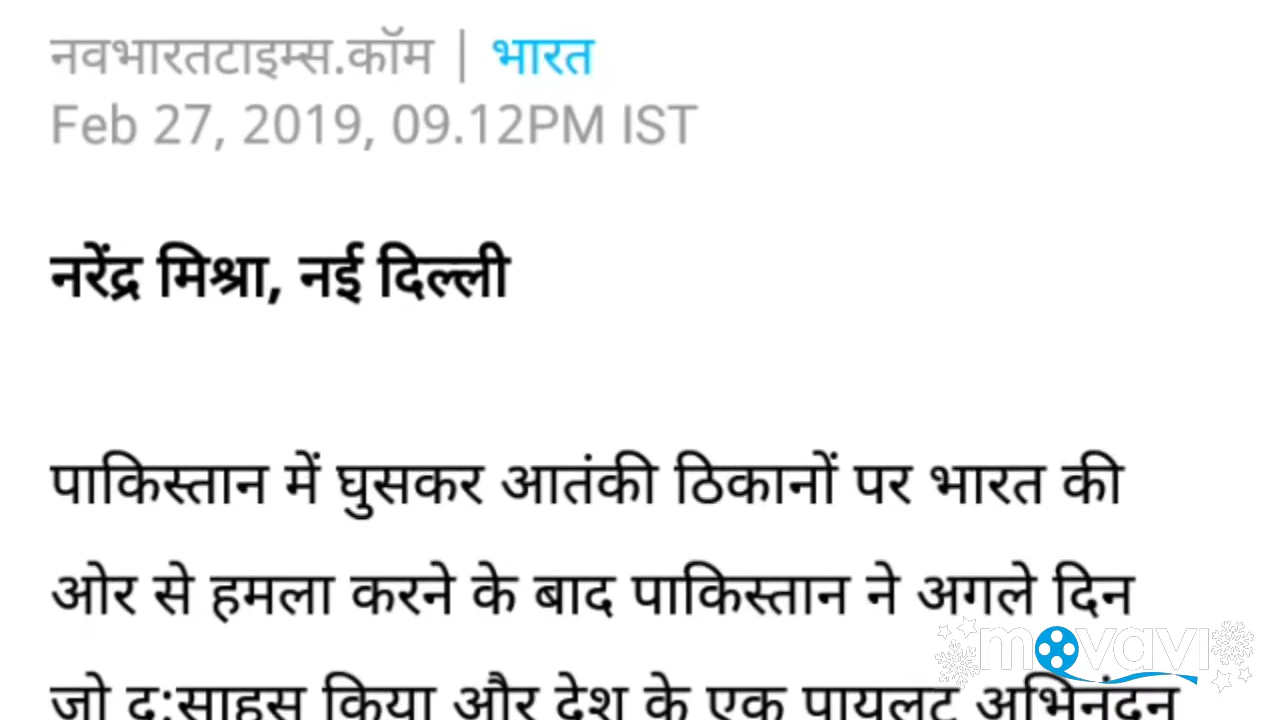 नवभारतटाइम्स.कॉम | भारत
Feb 27, 2019, 09.12PM IST
नरेंद्र मिश्रा, नई दिल्ली
पाकिस्तान में घुसकर आतंकी ठिकानों पर भारत की
ओर से हमला करने के बाद पाकिस्तान ने अगले दिन
जो दु:साहस किया और देश के एक पायलट अभिनंदन
movavi